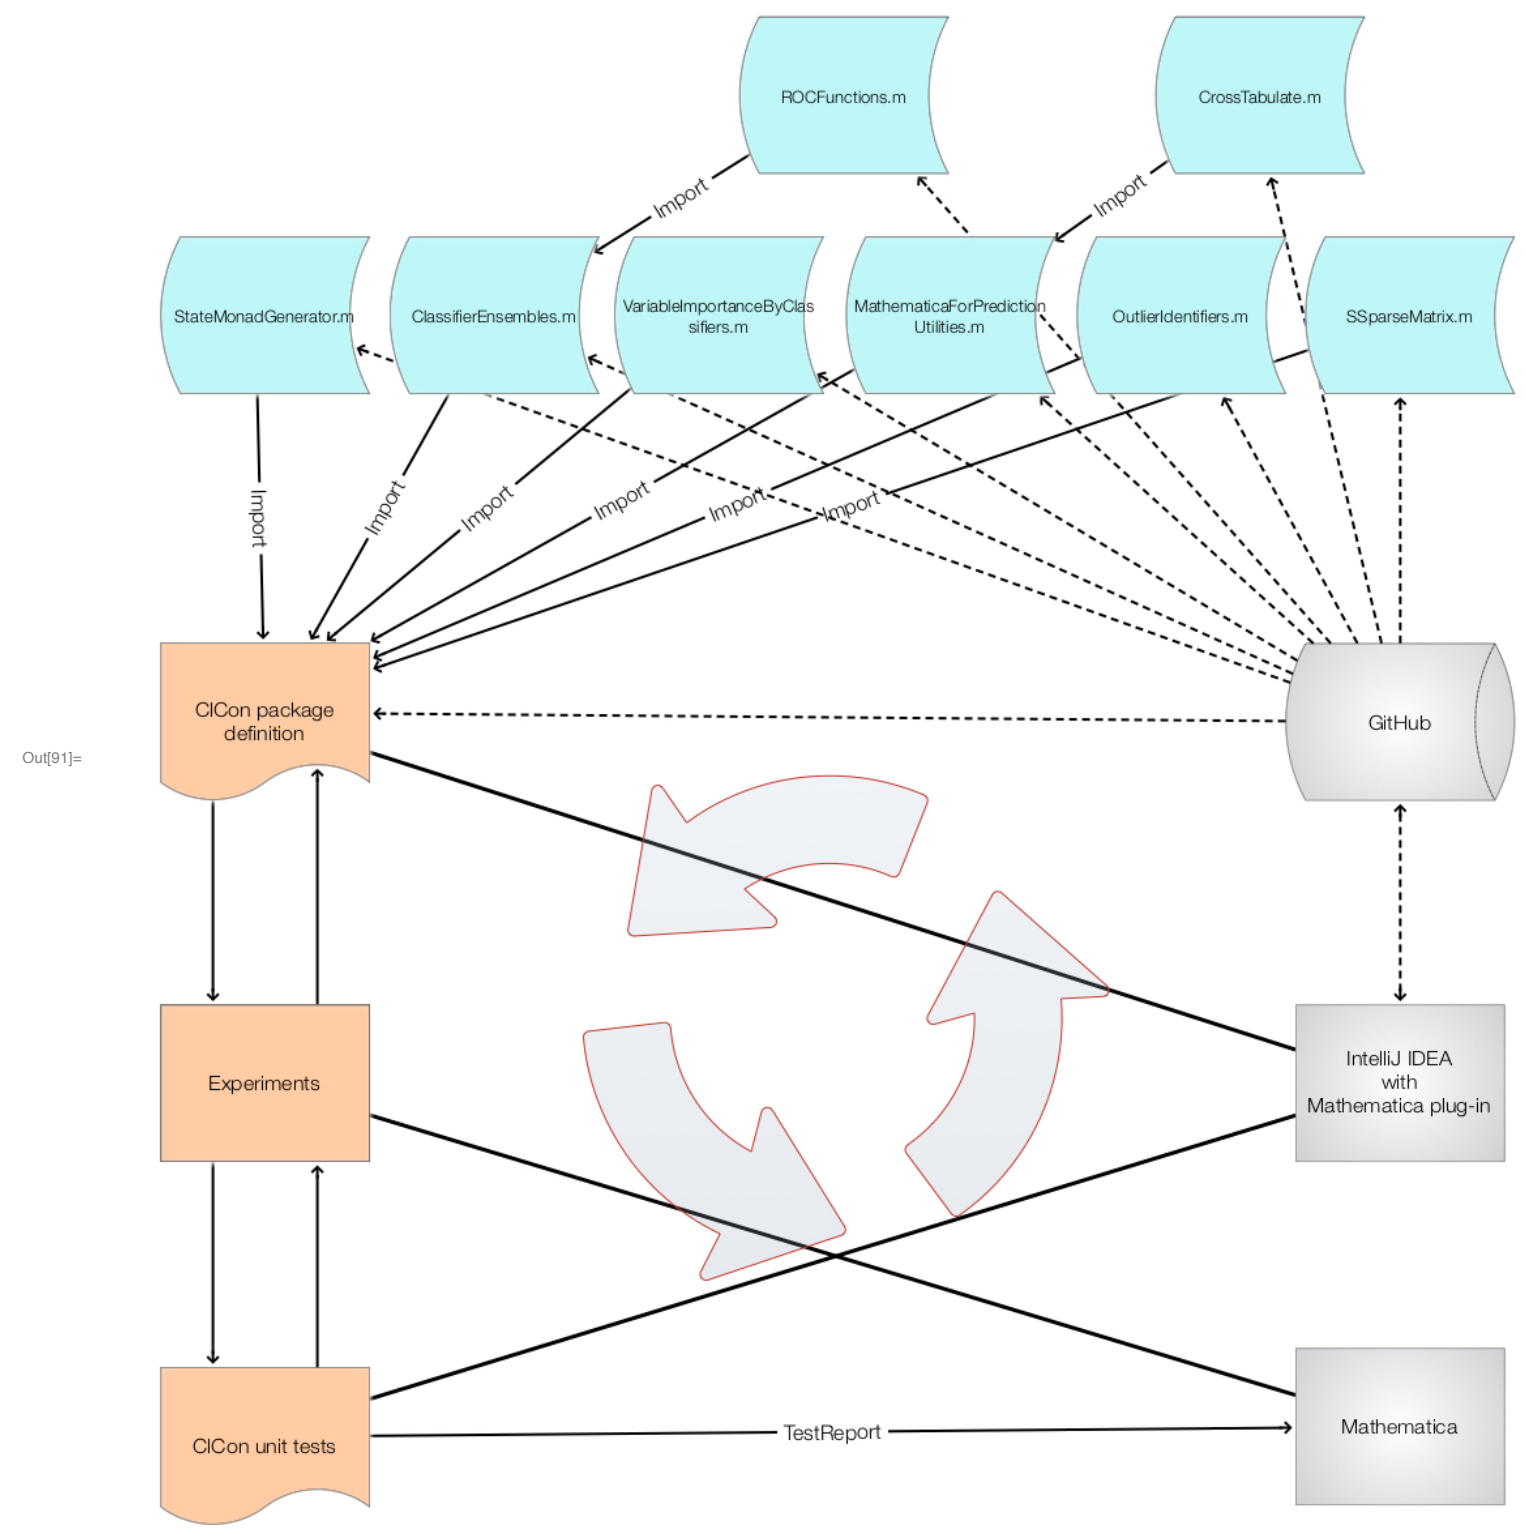 ROCFunctions.m
CrossTabulate.m
Import
Import
StateMonadGenerator.m
ClassifierEnsembles.m
VariableImportanceByClas
sifiers.m
MathematicaForPrediction
Utilities.m
OutlierIdentifiers.m
SSparseMatrix.m
Import
Import
Import
Import
Import
Import
ClCon package
definition
GitHub
Out[91]=
Experiments
IntelliJ IDEA
with
Mathematica plug-in
ClCon unit tests
TestReport
Mathematica